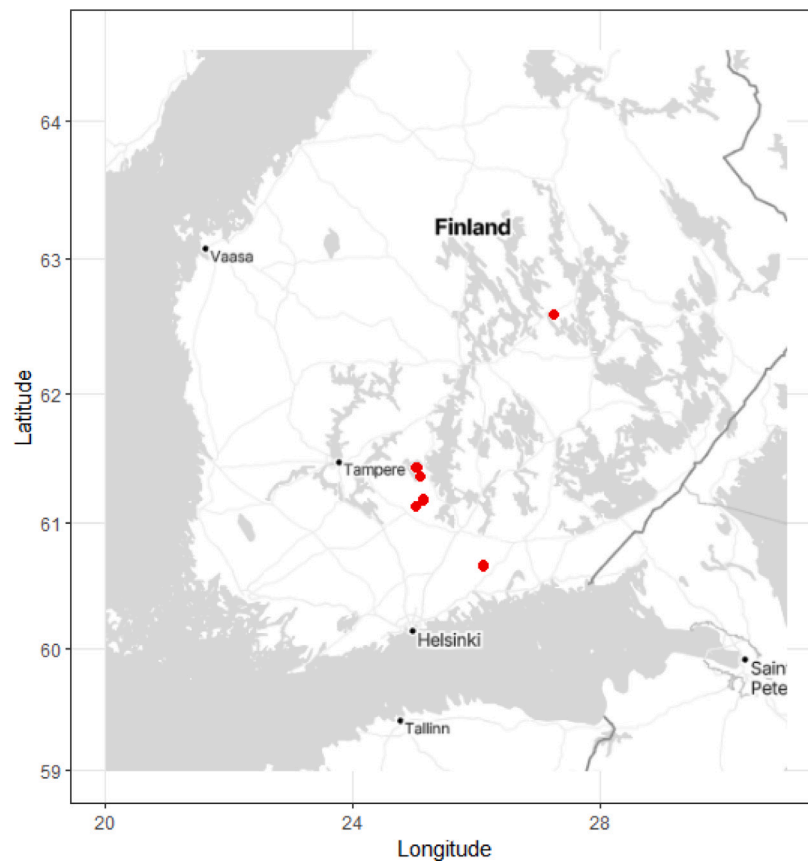 64
Finland
63
Vaasa
62
Latitude
Tampere
61
60
Helsinki
Sain
Pete
Tallinn
59
20
24
28
Longitude